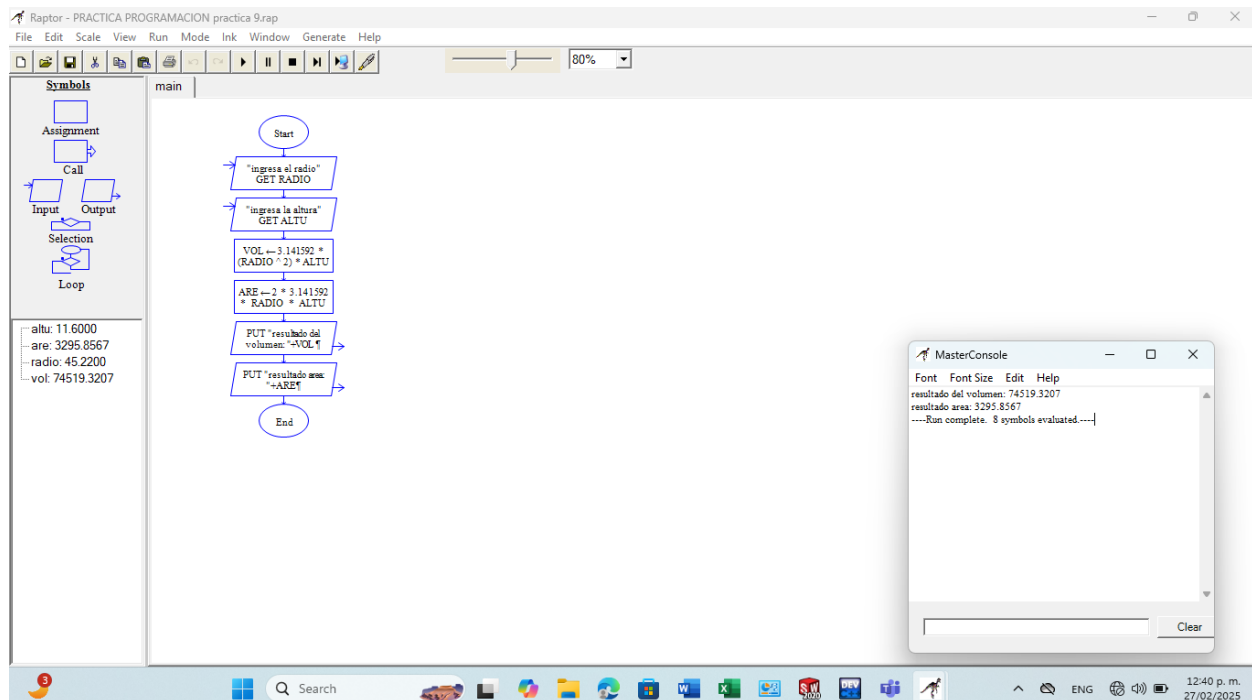 Raptor - PRACTICA PROGRAMACION practica 9.rap
File Edit Scale View Run Mode Ink Window Generate Help
80%
Symbols
main
Assignment
Call
Input Output
Selection
Loop
Start
"ingresa el radio"
GET RADIO
"ingresa la altura"
GET ALTU
VOL ← 3.141592 *
(RADIO ^ 2) * ALTU
ARE ← 2 * 3.141592
* RADIO * ALTU
PUT "resultado del
volumen: "+VOL ¶
PUT "resultado area:
"+ARE¶
End
altu: 11.6000
are: 3295.8567
radio: 45.2200
vol: 74519.3207
MasterConsole
Font Font Size Edit Help
resultado del volumen: 74519.3207
resultado area: 3295.8567
----Run complete. 8 symbols evaluated.----
Clear
3
Search
SW
2020
DEV
ENG
12:40 p. m.
27/02/2025